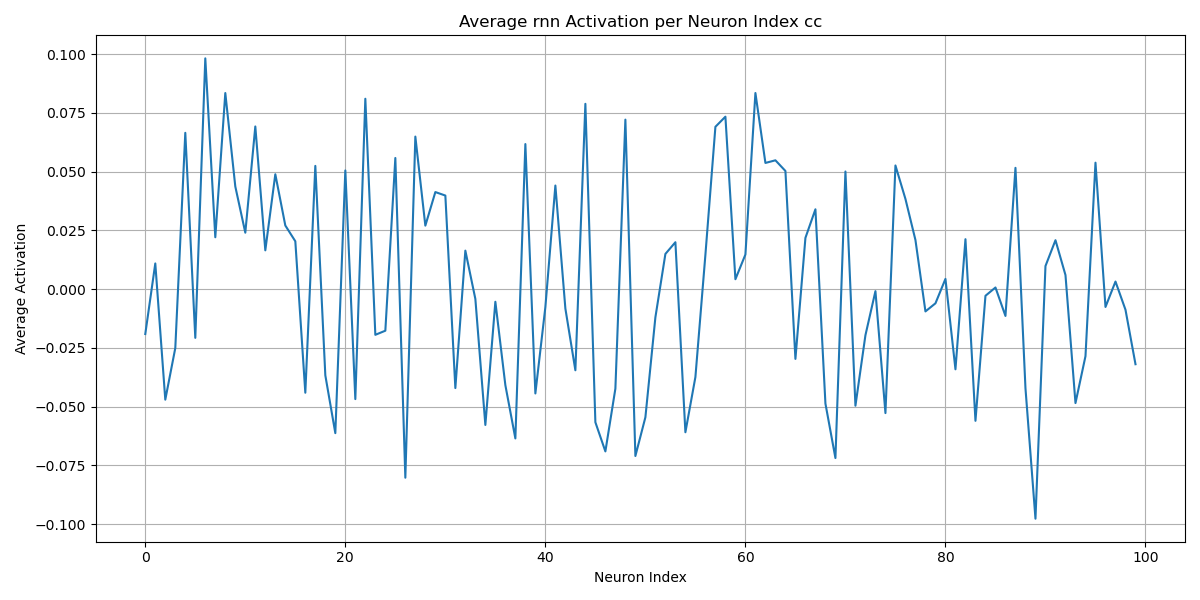 Average rnn Activation per Neuron Index cc
0.100
0.075
0.050
0.025
0.000
−0.025
−0.050
−0.075
−0.100
Average Activation
0 20 40 60 80 100
Neuron Index